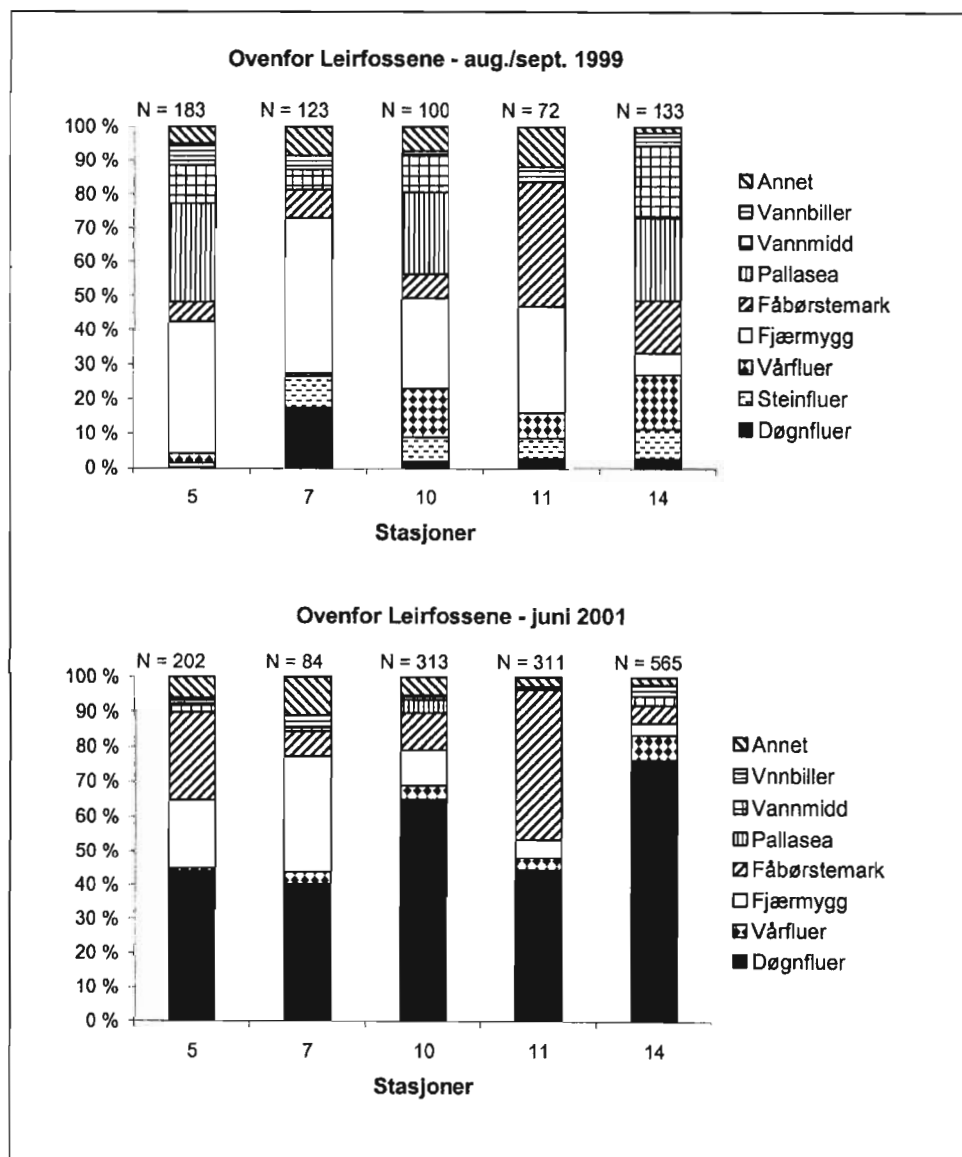 Ovenfor Leirfossene - aug./sept. 1999
N = 183 N = 123 N = 100 N = 72 N = 133
100 %
90 %
80 %
70 %
60 %
50 %
40 %
30 %
20 %
10 %
0 %
Annet
Vannbiller
Vannmidd
Pallasea
Fåbørstemark
Fjærmygg
Vårfluer
Steinfluer
Døgnfluer
5 7 10 11 14
Stasjoner
Ovenfor Leirfossene - juni 2001
N = 202 N = 84 N = 313 N = 311 N = 565
100 %
90 %
80 %
70 %
60 %
50 %
40 %
30 %
20 %
10 %
0 %
Annet
Vnnbiller
Vannmidd
Pallasea
Fåbørstemark
Fjærmygg
Vårfluer
Døgnfluer
5 7 10 11 14
Stasjoner